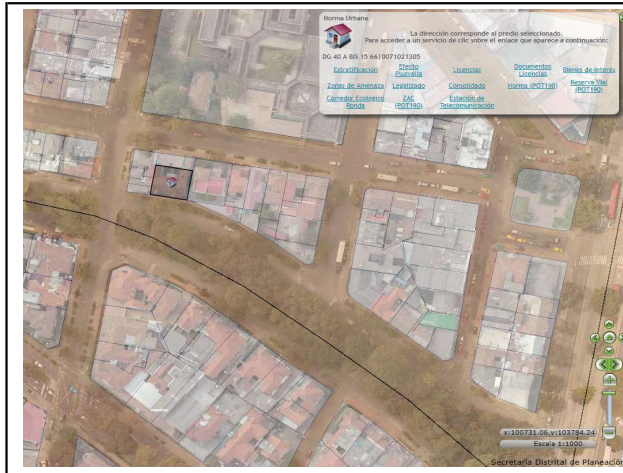 Norma Urbana
La dirección corresponde al predio seleccionado.
Para acceder a un servicio de clic sobre el enlace que aparece a continuación:
DG 40 A BIS 15 66|0071021305
Estratificación Efecto Plusvalía Licencias Documentos Licencias Bienes de Interés
Zonas de Amenaza Legalizado Consolidado Norma (POT190) Reserva Vial (POT190)
Corredor Ecologico Ronda ZAC (POT190) Estación de Telecomunicación
x:100731.06,y:103784.24
Escala 1:1000
Secretaría Distrital de Planeación